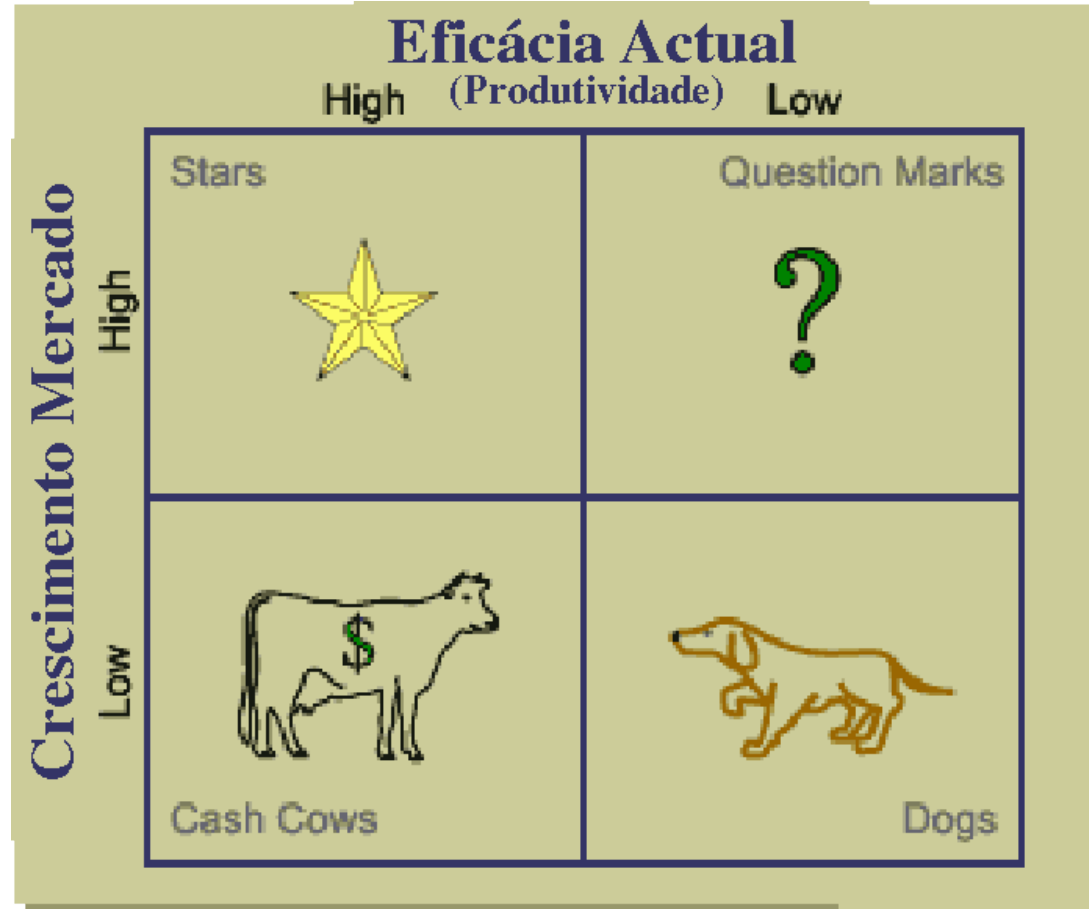 Eficácia Actual
High (Produtividade) Low
Crescimento Mercado
High
Low
Stars
Question Marks
?
$
Cash Cows
Dogs